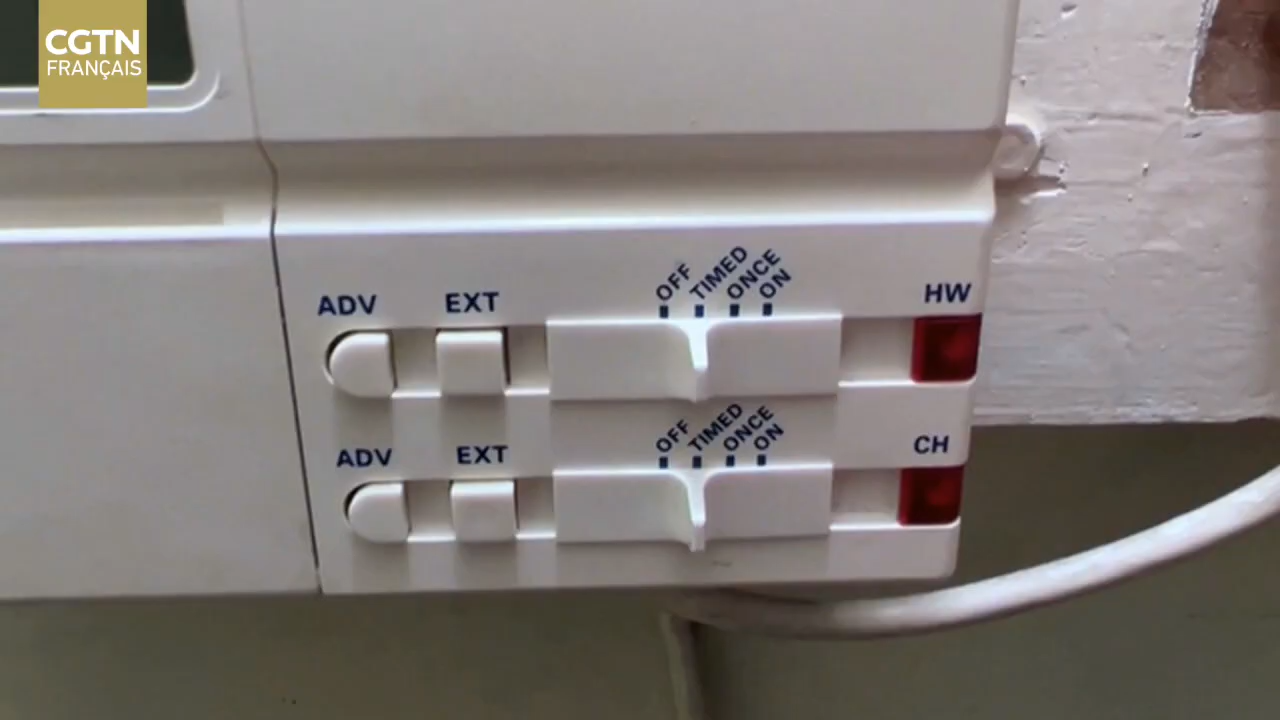 CGTN
FRANÇAIS
OFF TIMED ONCE ON
ADV EXT HW
OFF TIMED ONCE ON
ADV EXT CH